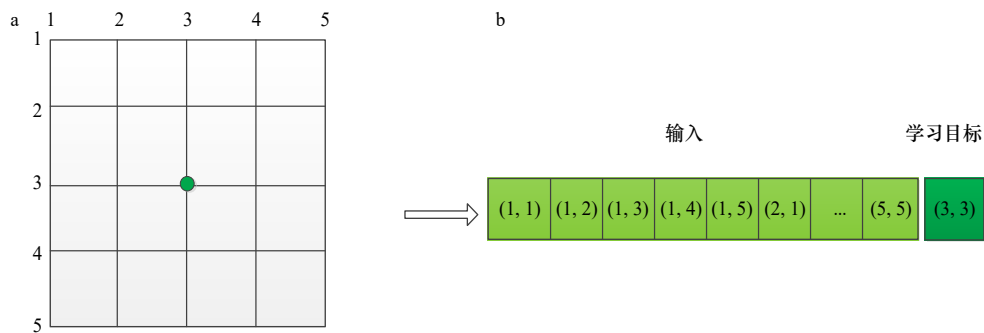 a
1 2 3 4 5
1
2
3
4
5
b
输入 学习目标
(1, 1) (1, 2) (1, 3) (1, 4) (1, 5) (2, 1) ... (5, 5) (3, 3)